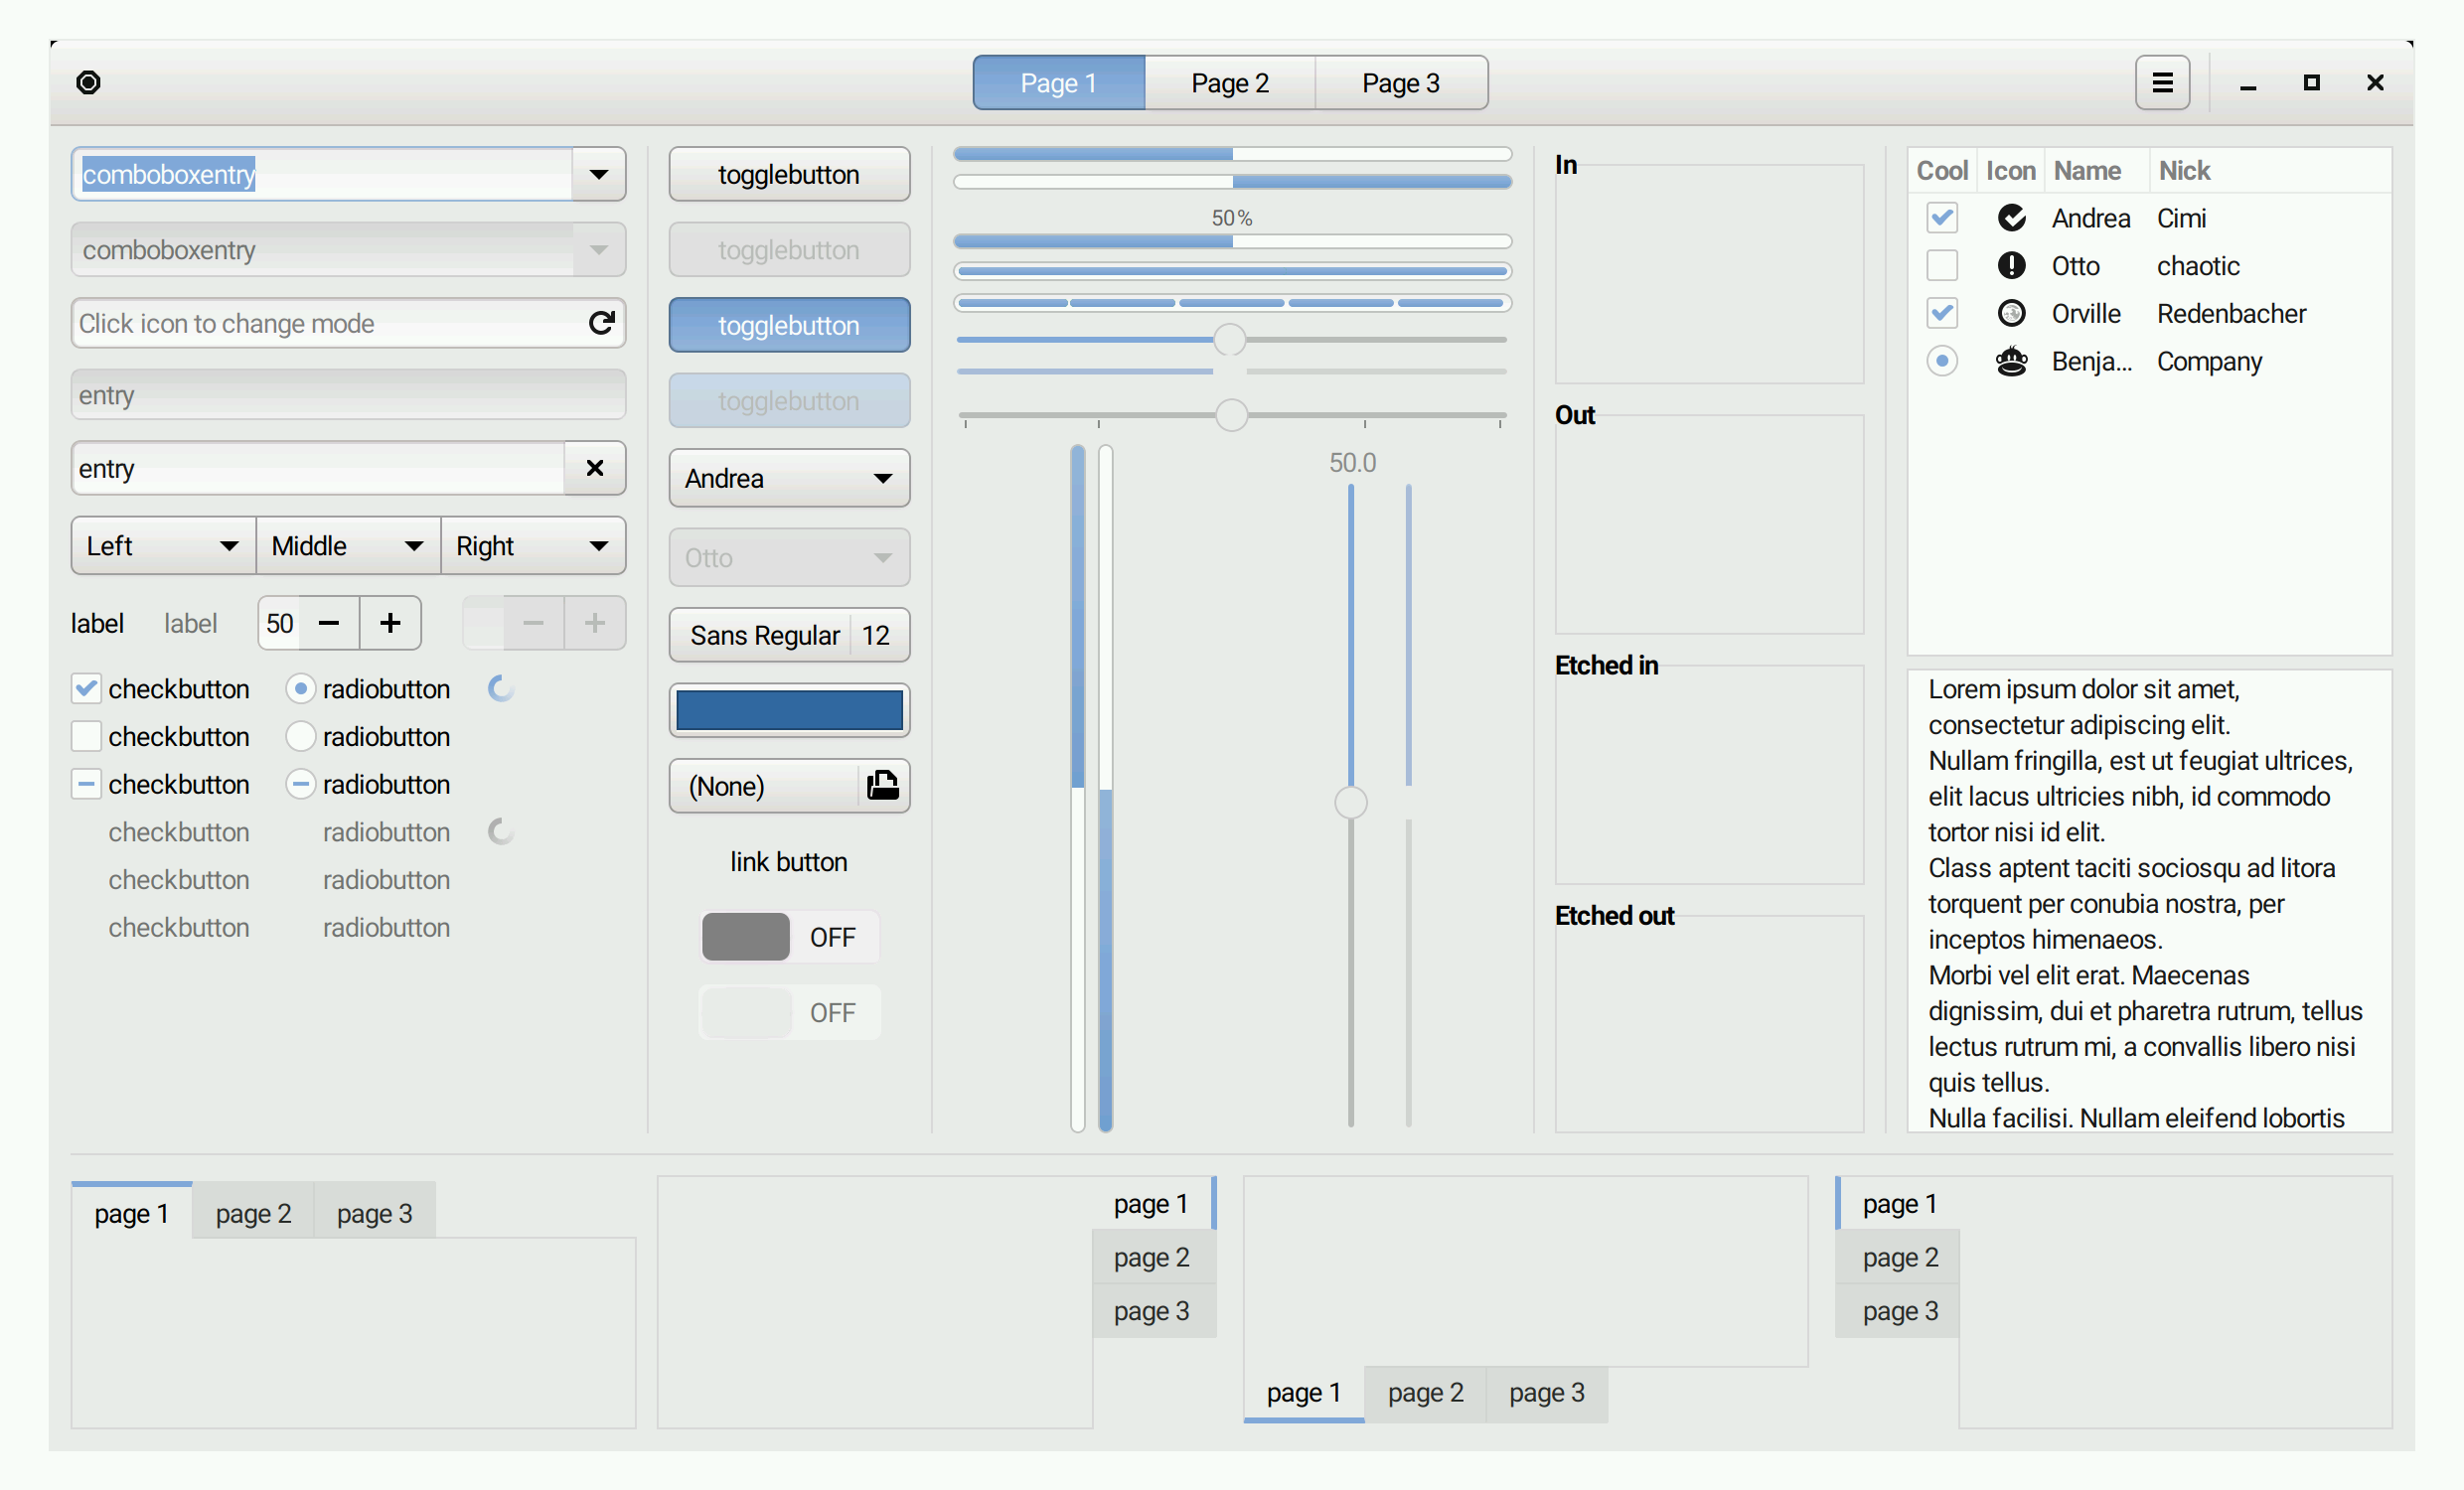 Page 1
Page 2
Page 3
comboboxentry
comboboxentry
Click icon to change mode
entry
entry
Left
Middle
Right
label
label
50
checkbutton
radiobutton
checkbutton
radiobutton
checkbutton
radiobutton
checkbutton
radiobutton
checkbutton
radiobutton
checkbutton
radiobutton
togglebutton
togglebutton
togglebutton
togglebutton
Andrea
Otto
Sans Regular 12
(None)
link button
OFF
OFF
50%
50.0
In
Out
Etched in
Etched out
Cool Icon Name Nick
Andrea Cimi
Otto chaotic
Orville Redenbacher
Benja... Company
Lorem ipsum dolor sit amet,
consectetur adipiscing elit.
Nullam fringilla, est ut feugiat ultrices,
elit lacus ultricies nibh, id commodo
tortor nisi id elit.
Class aptent taciti sociosqu ad litora
torquent per conubia nostra, per
inceptos himenaeos.
Morbi vel elit erat. Maecenas
dignissim, dui et pharetra rutrum, tellus
lectus rutrum mi, a convallis libero nisi
quis tellus.
Nulla facilisi. Nullam eleifend lobortis
page 1
page 2
page 3
page 1
page 2
page 3
page 1
page 2
page 3
page 1
page 2
page 3